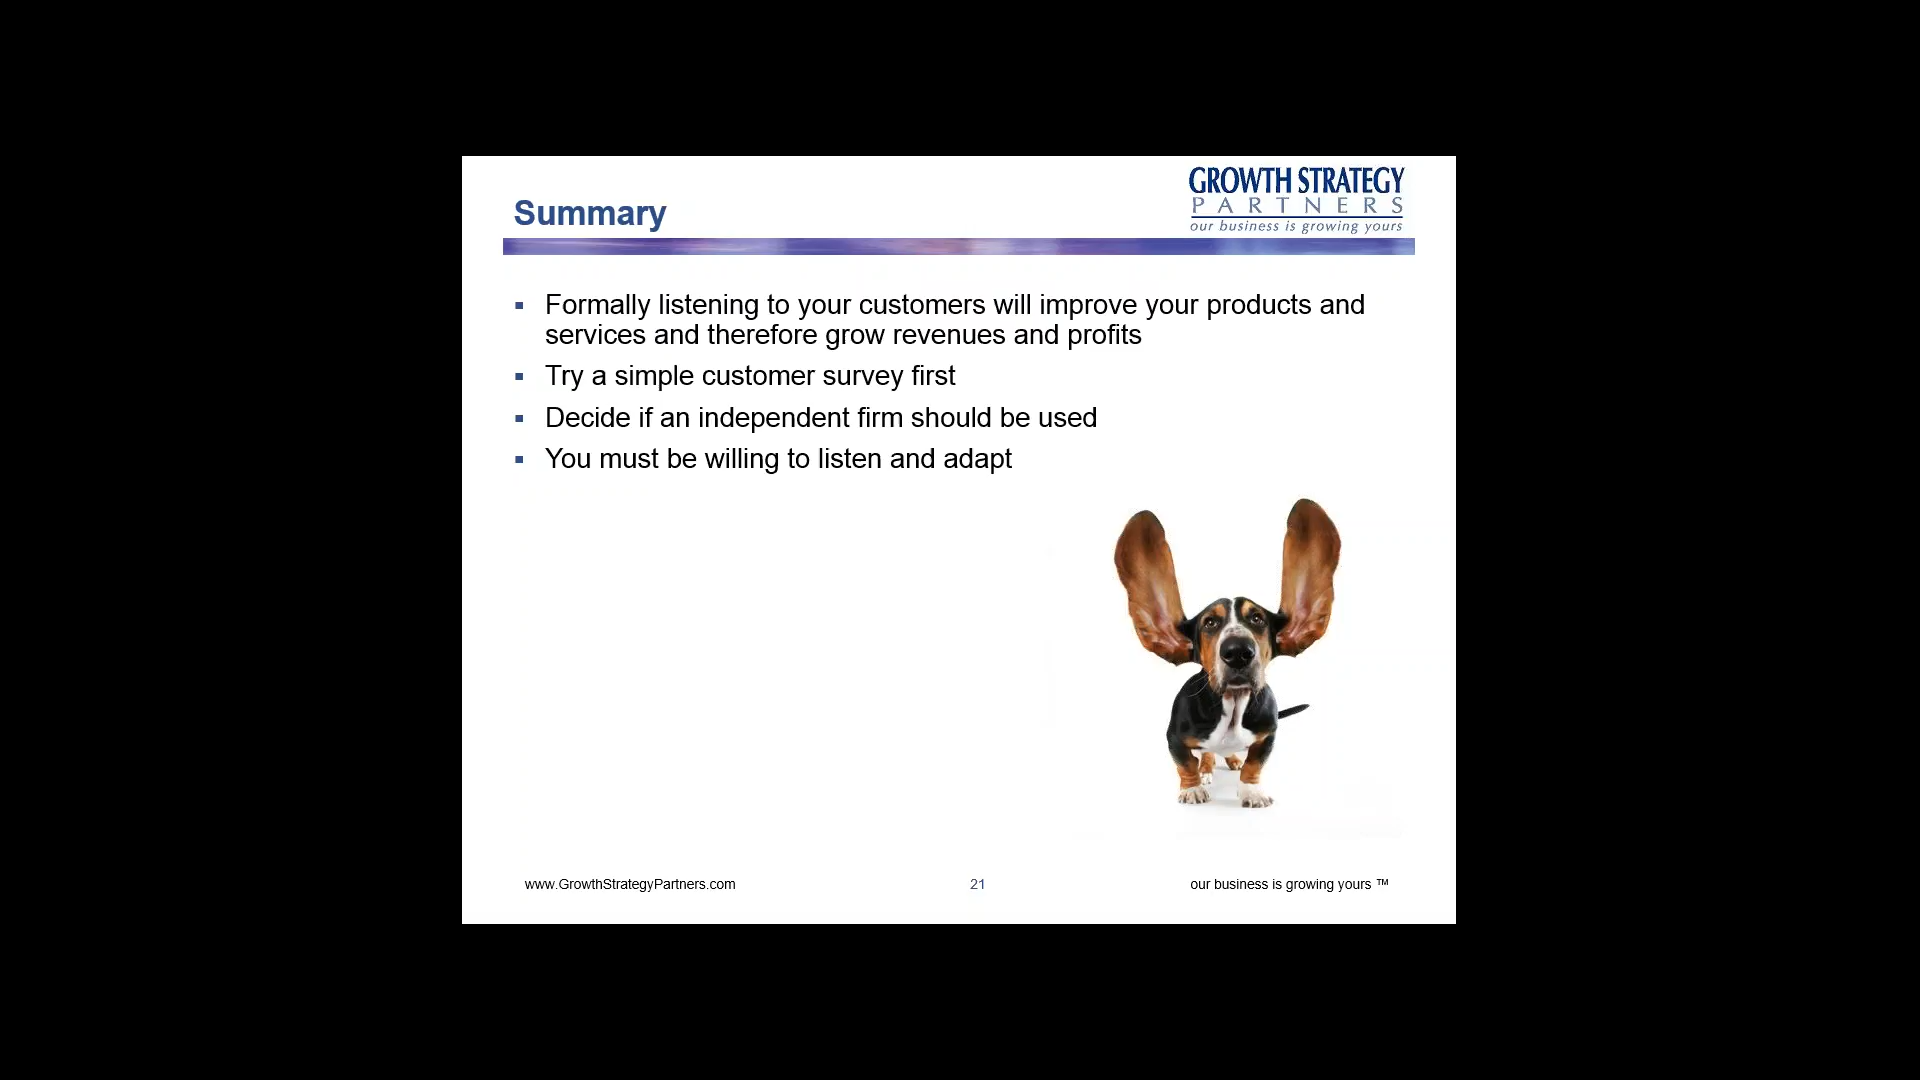 GROWTH STRATEGY
PARTNERS
our business is growing yours
Summary
▪ Formally listening to your customers will improve your products and
services and therefore grow revenues and profits
▪ Try a simple customer survey first
▪ Decide if an independent firm should be used
▪ You must be willing to listen and adapt
www.GrowthStrategyPartners.com
21
our business is growing yours ™